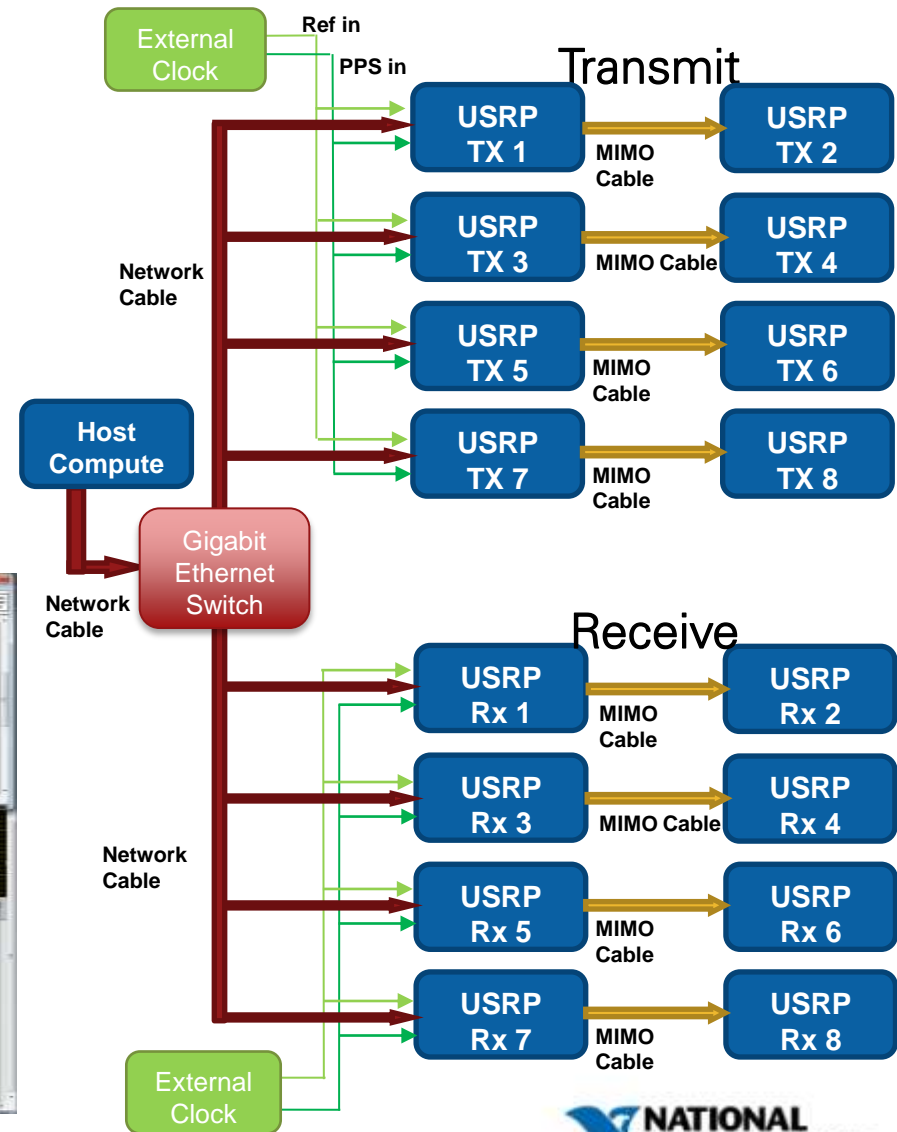 External
Clock
Ref in
PPS in
Transmit
USRP
TX 1
MIMO
Cable
USRP
TX 2
USRP
TX 3
MIMO Cable
USRP
TX 4
Network
Cable
USRP
TX 5
MIMO
Cable
USRP
TX 6
Host
Compute
USRP
TX 7
MIMO
Cable
USRP
TX 8
Gigabit
Ethernet
Switch
Network
Cable
Receive
USRP
Rx 1
MIMO
Cable
USRP
Rx 2
USRP
Rx 3
MIMO Cable
USRP
Rx 4
Network
Cable
USRP
Rx 5
MIMO
Cable
USRP
Rx 6
USRP
Rx 7
MIMO
Cable
USRP
Rx 8
External
Clock
NATIONAL